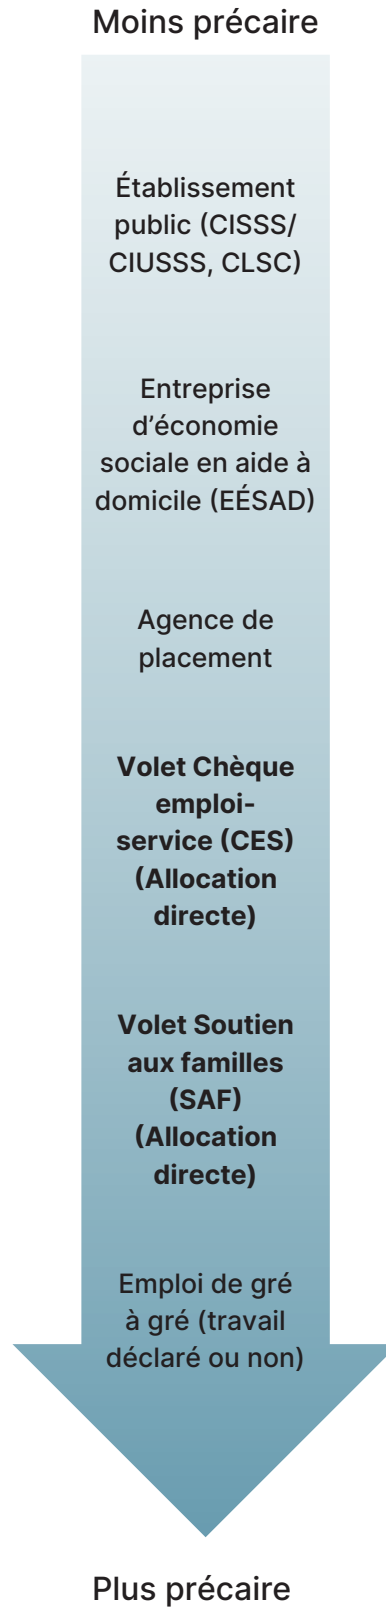 Moins précaire
Établissement
public (CISSS/
CIUSSS, CLSC)
Entreprise
d’économie
sociale en aide à
domicile (EÉSAD)
Agence de
placement
Volet Chèque
emploi-
service (CES)
(Allocation
directe)
Volet Soutien
aux familles
(SAF)
(Allocation
directe)
Emploi de gré
à gré (travail
déclaré ou non)
Plus précaire